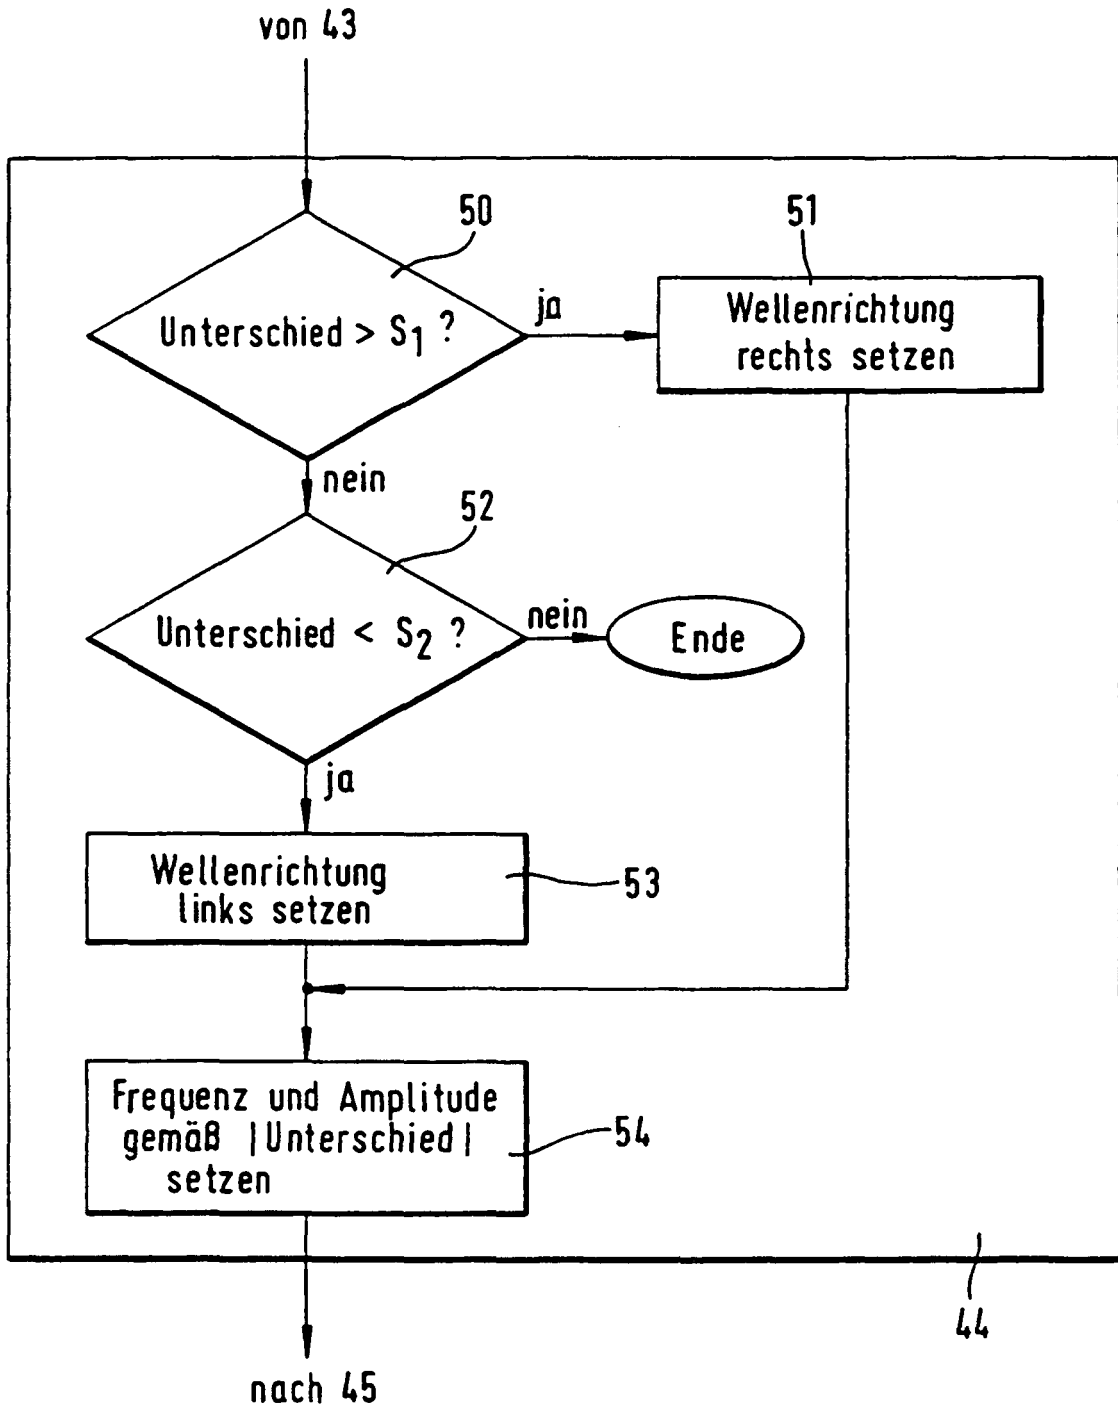 von 43
50
51
Unterschied > S1 ?
ja
Wellenrichtung
rechts setzen
nein
52
Unterschied < S2 ?
nein
Ende
ja
Wellenrichtung
links setzen
53
Frequenz und Amplitude
gemäß |Unterschied|
setzen
54
44
nach 45